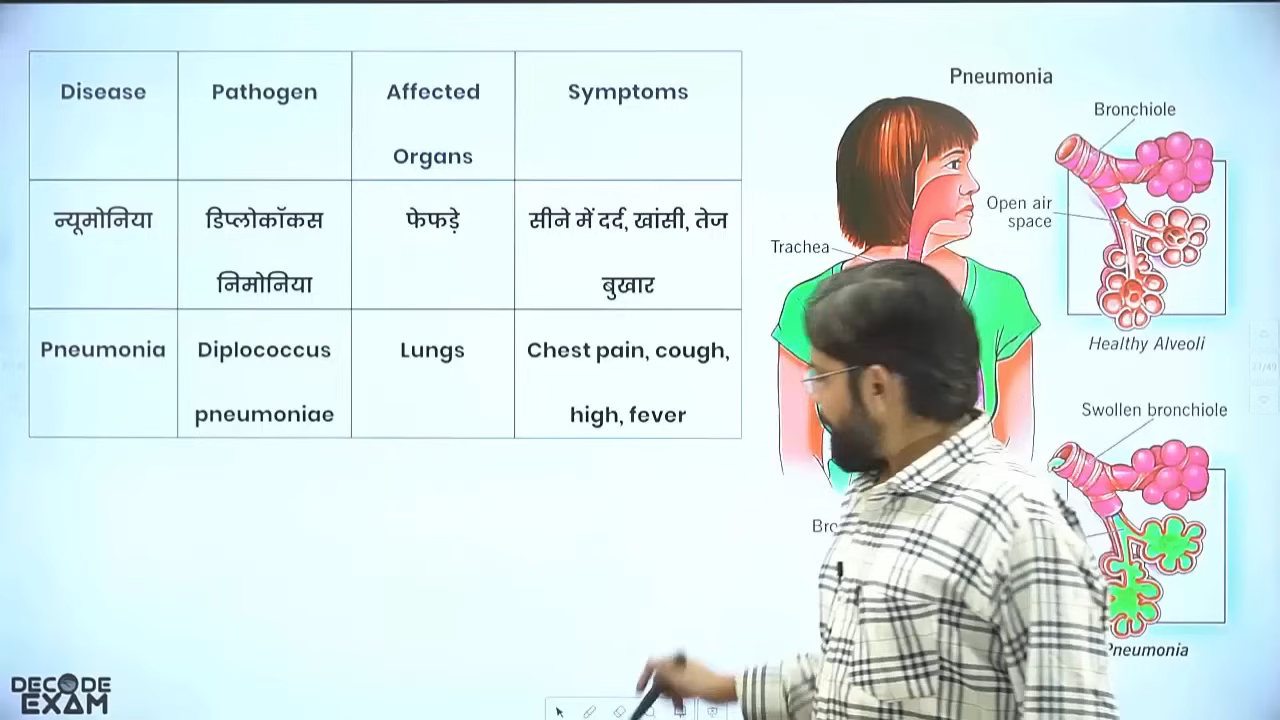 Disease
Pathogen
Affected
Organs
Symptoms
न्यूमोनिया
डिप्लोकॉकस
निमोनिया
फेफड़े
सीने में दर्द, खांसी, तेज
बुखार
Pneumonia
Diplococcus
pneumoniae
Lungs
Chest pain, cough,
high, fever
Pneumonia
Bronchiole
Open air
space
Trachea
Healthy Alveoli
Swollen bronchiole
Pneumonia
DECODE
EXAM